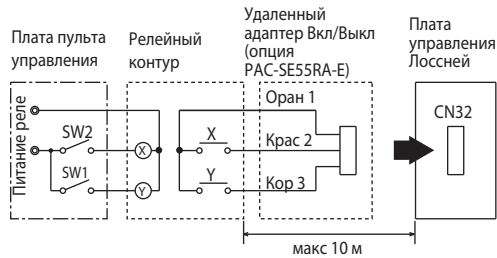 Плата пульта
управления
Релейный
контур
Удаленный
адаптер Вкл/Выкл
(опция
PAC-SE55RA-E)
Плата
управления
Лоссней
Питание реле
SW2
SW1
X
Y
X
Y
Оран 1
Крас 2
Кор 3
CN32
макс 10 м